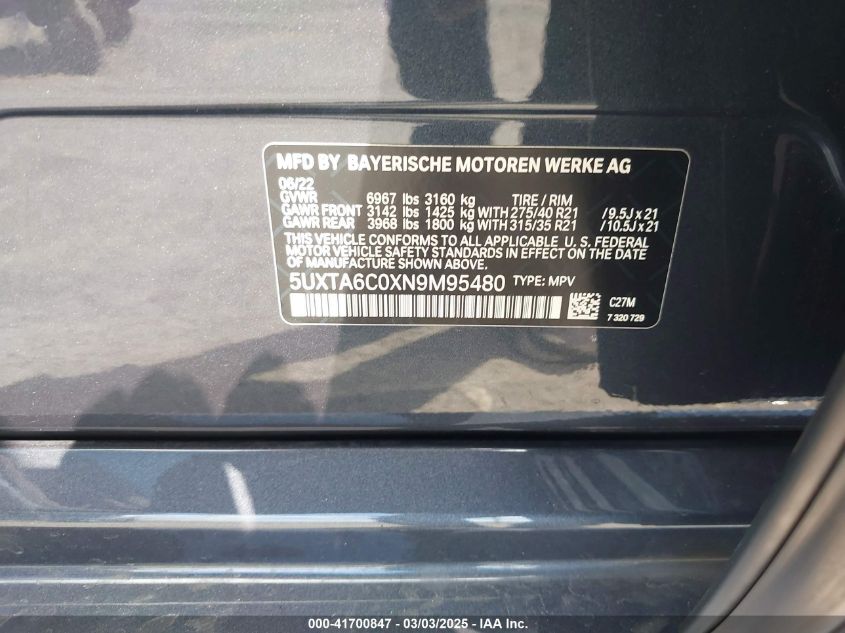 MFD BY BAYERISCHE MOTOREN WERKE AG
06/22
GVWR 6967 lbs 3160 kg TIRE / RIM
GAWR FRONT 3142 lbs 1425 kg WITH 275/40 R21 / 9.5J x 21
GAWR REAR 3968 lbs 1800 kg WITH 315/35 R21 / 10.5J x 21
THIS VEHICLE CONFORMS TO ALL APPLICABLE U. S. FEDERAL
MOTOR VEHICLE SAFETY STANDARDS IN EFFECT ON THE DATE
OF MANUFACTURE SHOWN ABOVE.
5UXTA6C0XN9M95480 TYPE: MPV
C27M
7 320 729
000-41700847 - 03/03/2025 - IAA Inc.